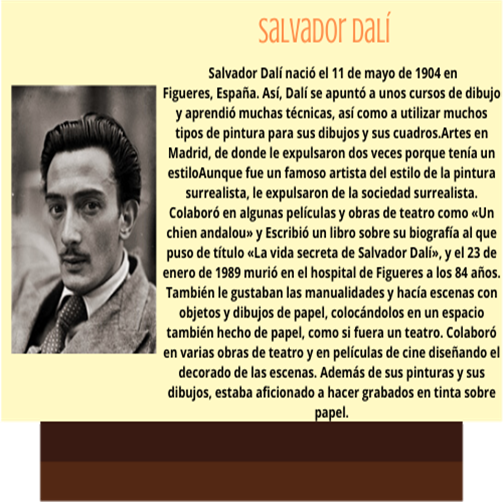 Salvador Dalí
Salvador Dalí nació el 11 de mayo de 1904 en
Figueres, España. Así, Dalí se apuntó a unos cursos de dibujo
y aprendió muchas técnicas, así como a utilizar muchos
tipos de pintura para sus dibujos y sus cuadros.Artes en
Madrid, de donde le expulsaron dos veces porque tenía un
estiloAunque fue un famoso artista del estilo de la pintura
surrealista, le expulsaron de la sociedad surrealista.
Colaboró en algunas películas y obras de teatro como «Un
chien andalou» y Escribió un libro sobre su biografía al que
puso de título «La vida secreta de Salvador Dalí», y el 23 de
enero de 1989 murió en el hospital de Figueres a los 84 años.
También le gustaban las manualidades y hacía escenas con
objetos y dibujos de papel, colocándolos en un espacio
también hecho de papel, como si fuera un teatro. Colaboró
en varias obras de teatro y en películas de cine diseñando el
decorado de las escenas. Además de sus pinturas y sus
dibujos, estaba aficionado a hacer grabados en tinta sobre
papel.